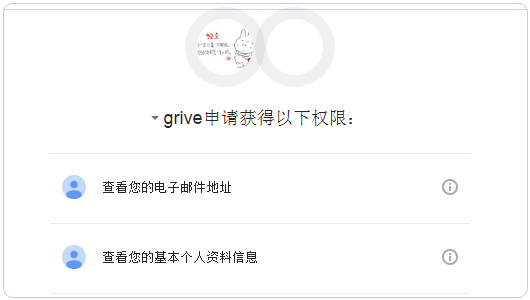 grive申请获得以下权限：
查看您的电子邮件地址
查看您的基本个人资料信息